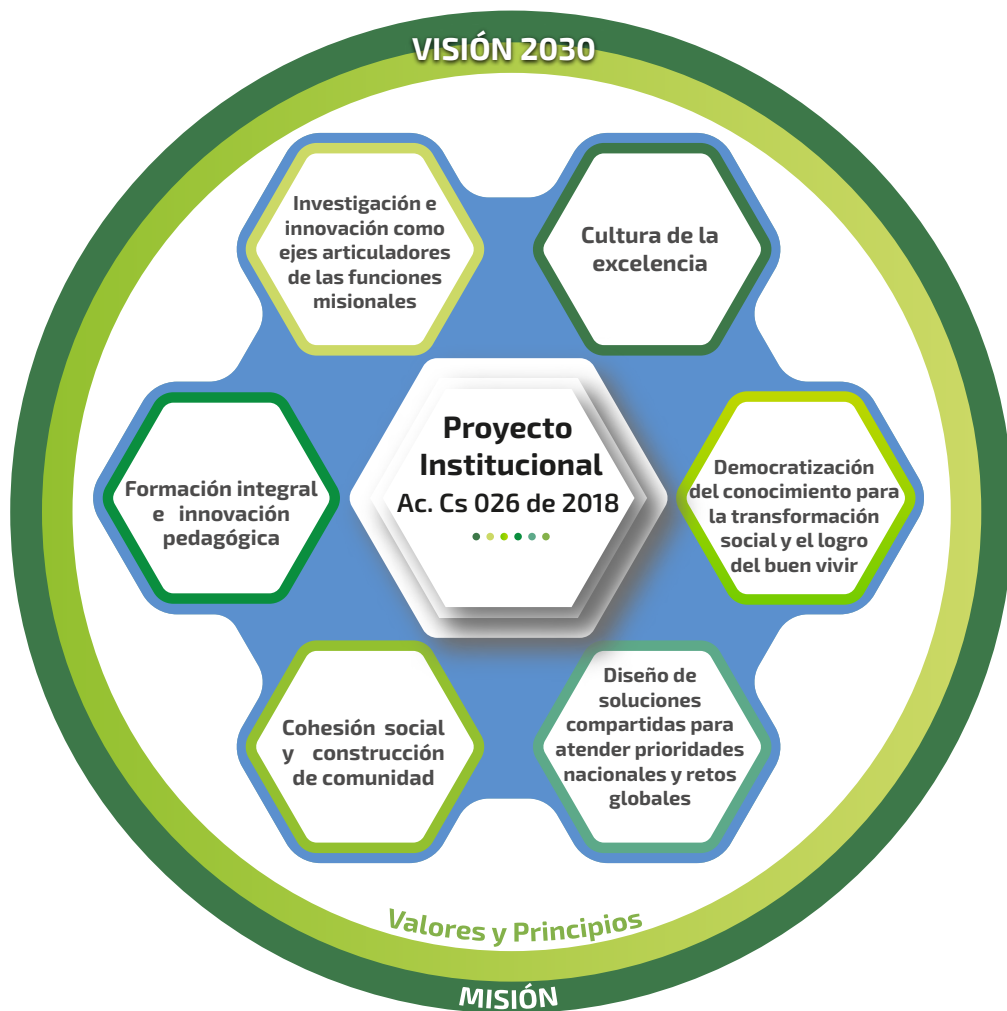 VISIÓN 2030
Investigación e
innovación como
ejes articuladores
de las funciones
misionales
Cultura de la
excelencia
Formación integral
e innovación
pedagógica
Proyecto
Institucional
Ac. Cs 026 de 2018
Democratización
del conocimiento para
la transformación
social y el logro
del buen vivir
Cohesión social
y construcción
de comunidad
Diseño de
soluciones
compartidas para
atender prioridades
nacionales y retos
globales
Valores y Principios
MISIÓN